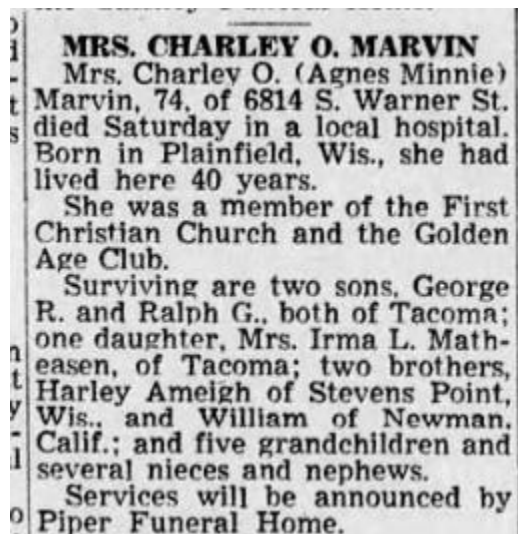 MRS. CHARLEY O. MARVIN
Mrs. Charley O. (Agnes Minnie)
Marvin, 74, of 6814 S. Warner St.
died Saturday in a local hospital.
Born in Plainfield, Wis., she had
lived here 40 years.
She was a member of the First
Christian Church and the Golden
Age Club.
Surviving are two sons, George
R. and Ralph G., both of Tacoma;
one daughter, Mrs. Irma L. Math-
easen, of Tacoma; two brothers,
Harley Ameigh of Stevens Point,
Wis., and William of Newman,
Calif.; and five grandchildren and
several nieces and nephews.
Services will be announced by
Piper Funeral Home.